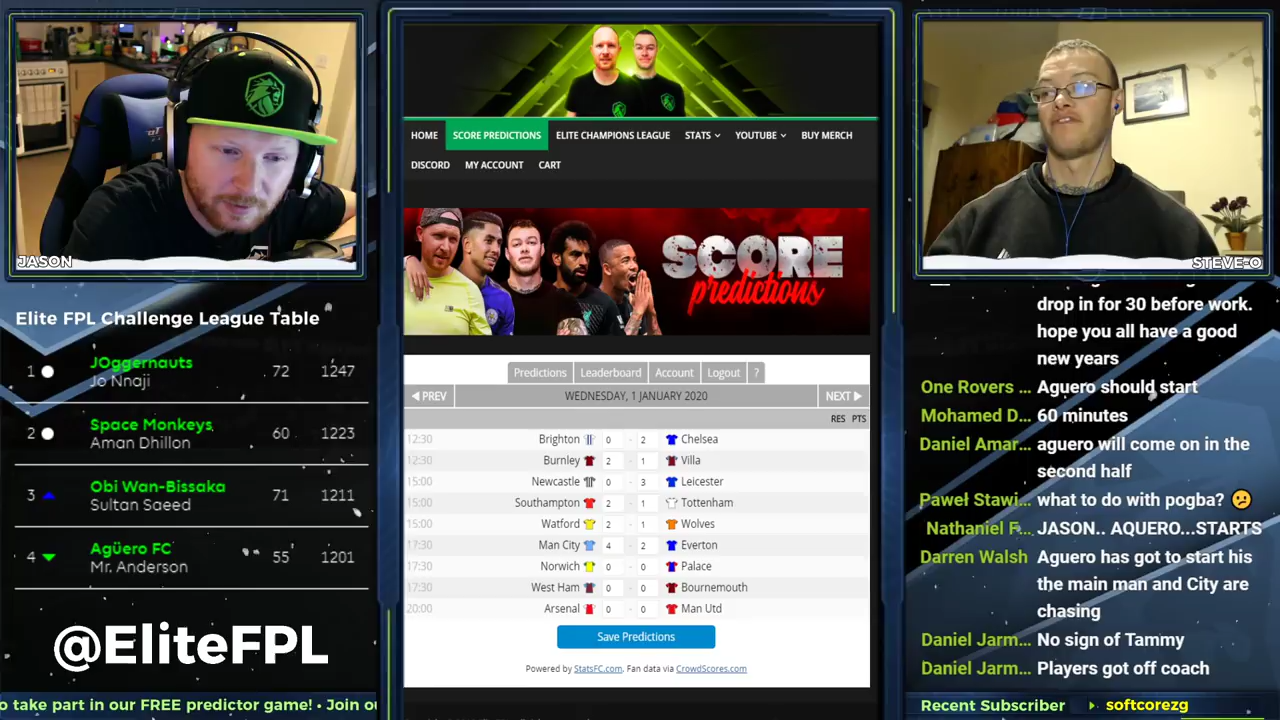 JASON
Elite FPL Challenge League Table
1 JOggernauts 72 1247
Jo Nnaji
2 Space Monkeys 60 1223
Aman Dhillon
3 Obi Wan-Bissaka 71 1211
Sultan Saeed
4 Agüero FC 55 1201
Mr. Anderson
@EliteFPL
o take part in our FREE predictor game! • Join ou
HOME SCORE PREDICTIONS ELITE CHAMPIONS LEAGUE STATS YOUTUBE BUY MERCH
DISCORD MY ACCOUNT CART
SCORE
predictions
Predictions Leaderboard Account Logout ?
PREV WEDNESDAY, 1 JANUARY 2020 NEXT
RES PTS
12:30 Brighton 0 - 2 Chelsea
12:30 Burnley 2 - 1 Villa
15:00 Newcastle 0 - 3 Leicester
15:00 Southampton 2 - 1 Tottenham
15:00 Watford 2 - 1 Wolves
17:30 Man City 4 - 2 Everton
17:30 Norwich 0 - 0 Palace
17:30 West Ham 0 - 0 Bournemouth
20:00 Arsenal 0 - 0 Man Utd
Save Predictions
Powered by StatsFC.com. Fan data via CrowdScores.com
STEVE-O
drop in for 30 before work.
hope you all have a good
new years
One Rovers ... Aguero should start
Mohamed D... 60 minutes
Daniel Amar... aguero will come on in the
second half
Paweł Stawi... what to do with pogba? 😕
Nathaniel F... JASON.. AQUERO...STARTS
Darren Walsh Aguero has got to start his
the main man and City are
chasing
Daniel Jarm... No sign of Tammy
Daniel Jarm... Players got off coach
Recent Subscriber softcorezg